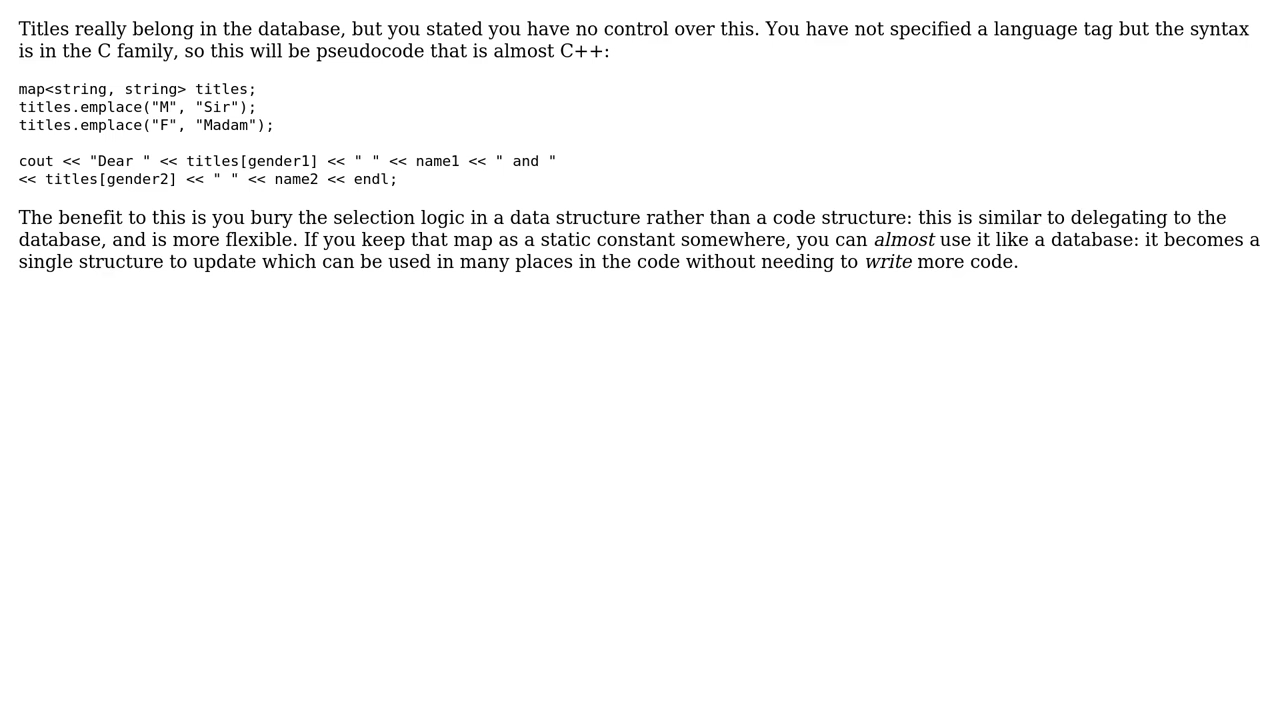 Titles really belong in the database, but you stated you have no control over this. You have not specified a language tag but the syntax
is in the C family, so this will be pseudocode that is almost C++:
map<string, string> titles;
titles.emplace("M", "Sir");
titles.emplace("F", "Madam");
cout << "Dear " << titles[gender1] << " " << name1 << " and "
<< titles[gender2] << " " << name2 << endl;
The benefit to this is you bury the selection logic in a data structure rather than a code structure: this is similar to delegating to the
database, and is more flexible. If you keep that map as a static constant somewhere, you can almost use it like a database: it becomes a
single structure to update which can be used in many places in the code without needing to write more code.